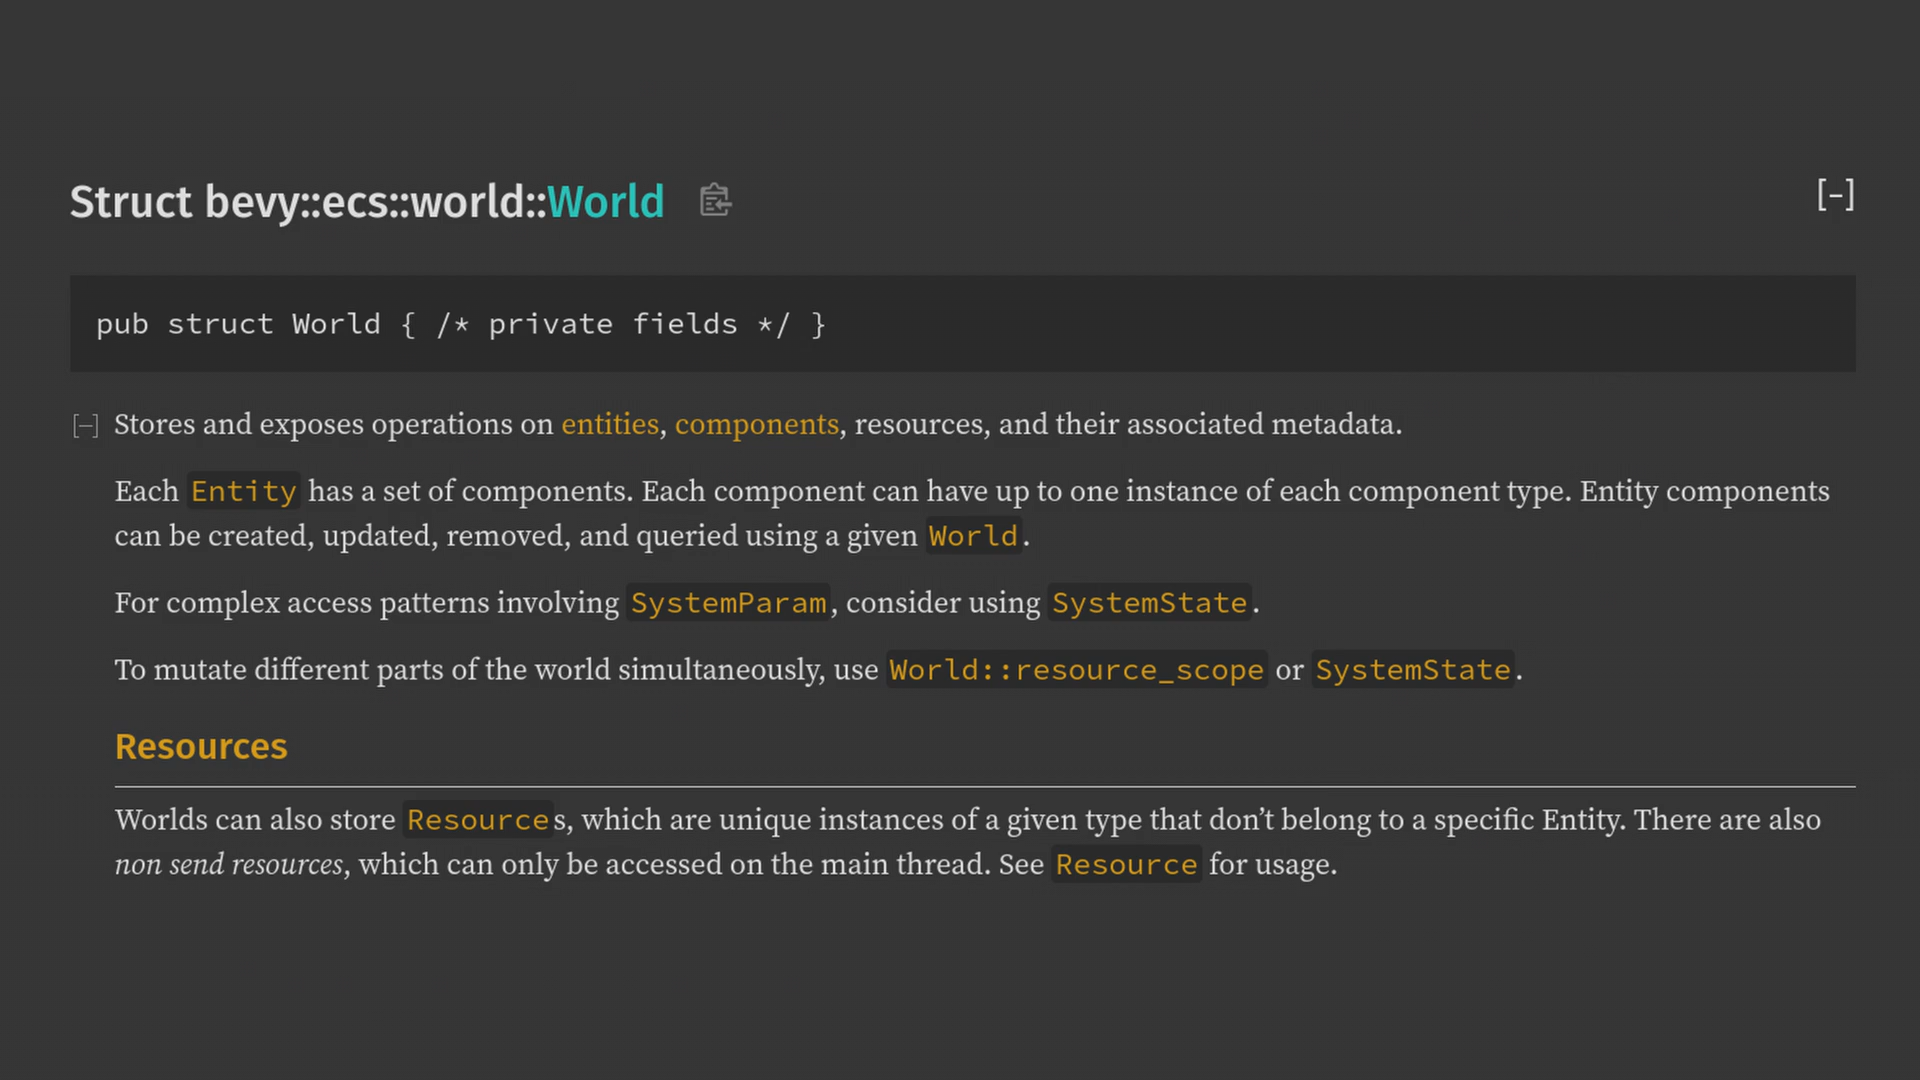 Struct bevy::ecs::world::World
[-]
pub struct World { /* private fields */ }
[-] Stores and exposes operations on entities, components, resources, and their associated metadata.
Each Entity has a set of components. Each component can have up to one instance of each component type. Entity components
can be created, updated, removed, and queried using a given World.
For complex access patterns involving SystemParam, consider using SystemState.
To mutate different parts of the world simultaneously, use World::resource_scope or SystemState.
Resources
Worlds can also store Resources, which are unique instances of a given type that don’t belong to a specific Entity. There are also
non send resources, which can only be accessed on the main thread. See Resource for usage.